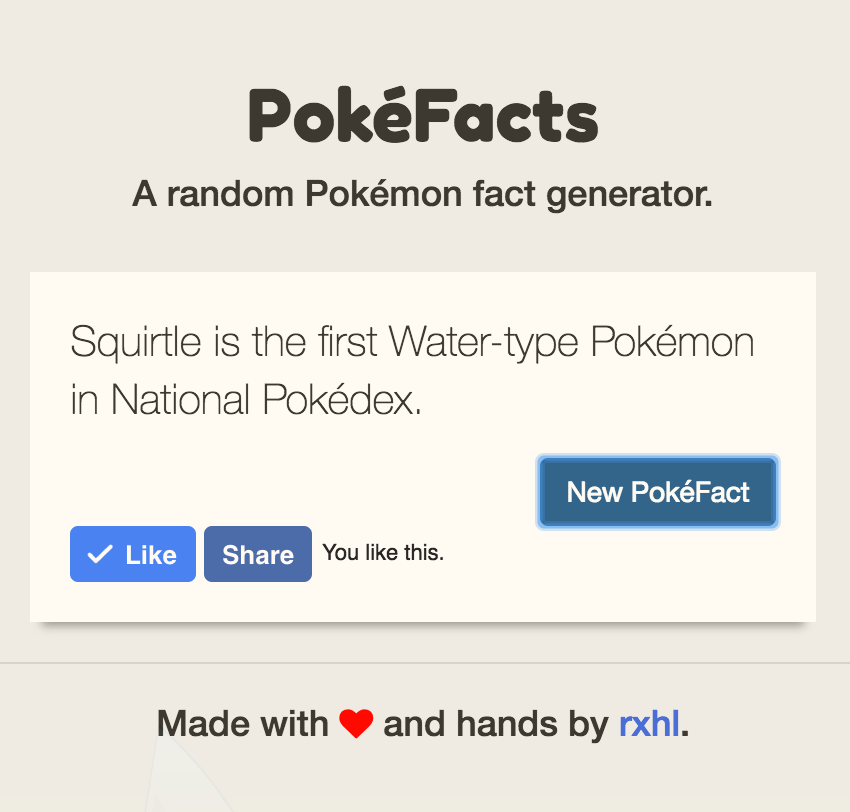 PokéFacts
A random Pokémon fact generator.
Squirtle is the first Water-type Pokémon
in National Pokédex.
New PokéFact
Like Share You like this.
Made with ❤ and hands by rxhl.